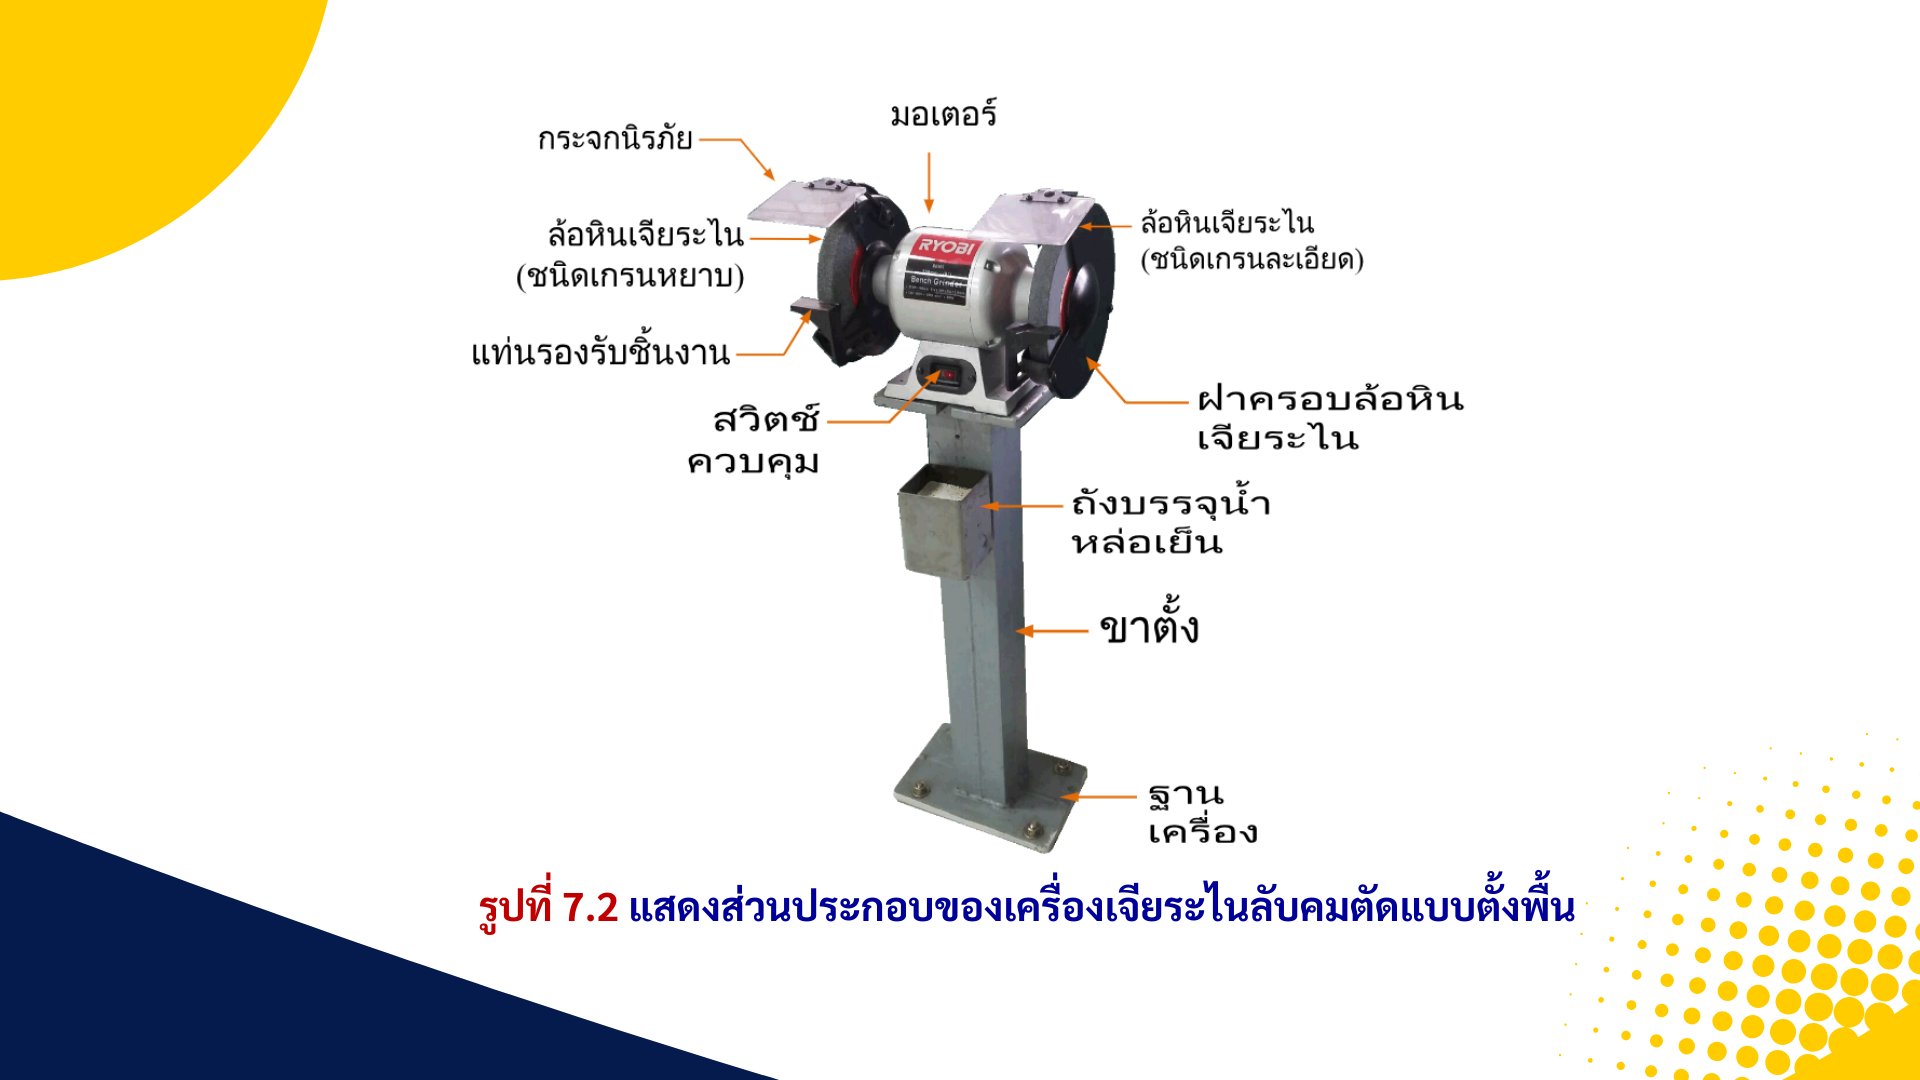 มอเตอร์
กระจกนิรภัย
ล้อหินเจียระไน
(ชนิดเกรนหยาบ)
ล้อหินเจียระไน
(ชนิดเกรนละเอียด)
RYOBI
Bench Grinder
แท่นรองรับชิ้นงาน
สวิตช์
ควบคุม
ฝาครอบล้อหิน
เจียระไน
ถังบรรจุน้ำ
หล่อเย็น
ขาตั้ง
ฐาน
เครื่อง
รูปที่ 7.2 แสดงส่วนประกอบของเครื่องเจียระไนลับคมตัดแบบตั้งพื้น